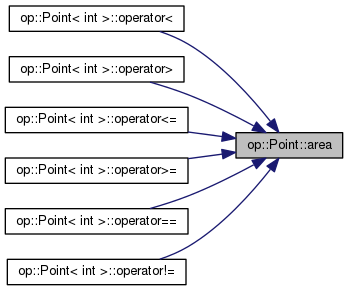 op::Point< int >::operator<
op::Point< int >::operator>
op::Point< int >::operator<=
op::Point::area
op::Point< int >::operator>=
op::Point< int >::operator==
op::Point< int >::operator!=